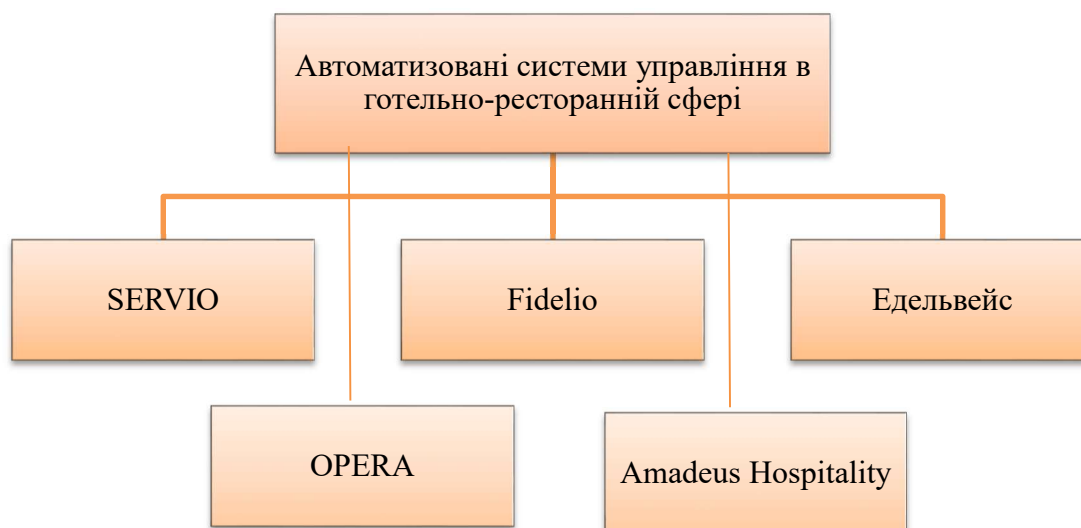 Автоматизовані системи управління в
готельно-ресторанній сфері
SERVIO
Fidelio
Едельвейс
OPERA
Amadeus Hospitality